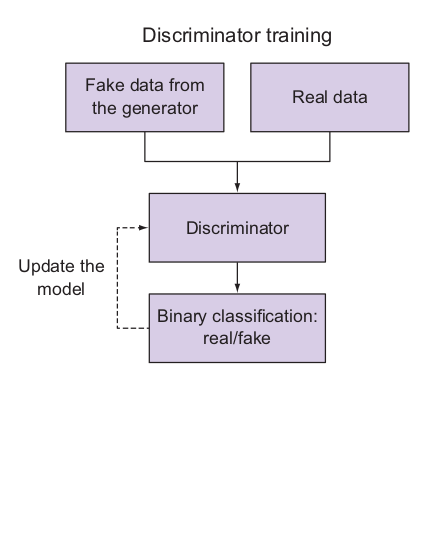 Discriminator training
Fake data from
the generator
Real data
Discriminator
Update the
model
Binary classification:
real/fake